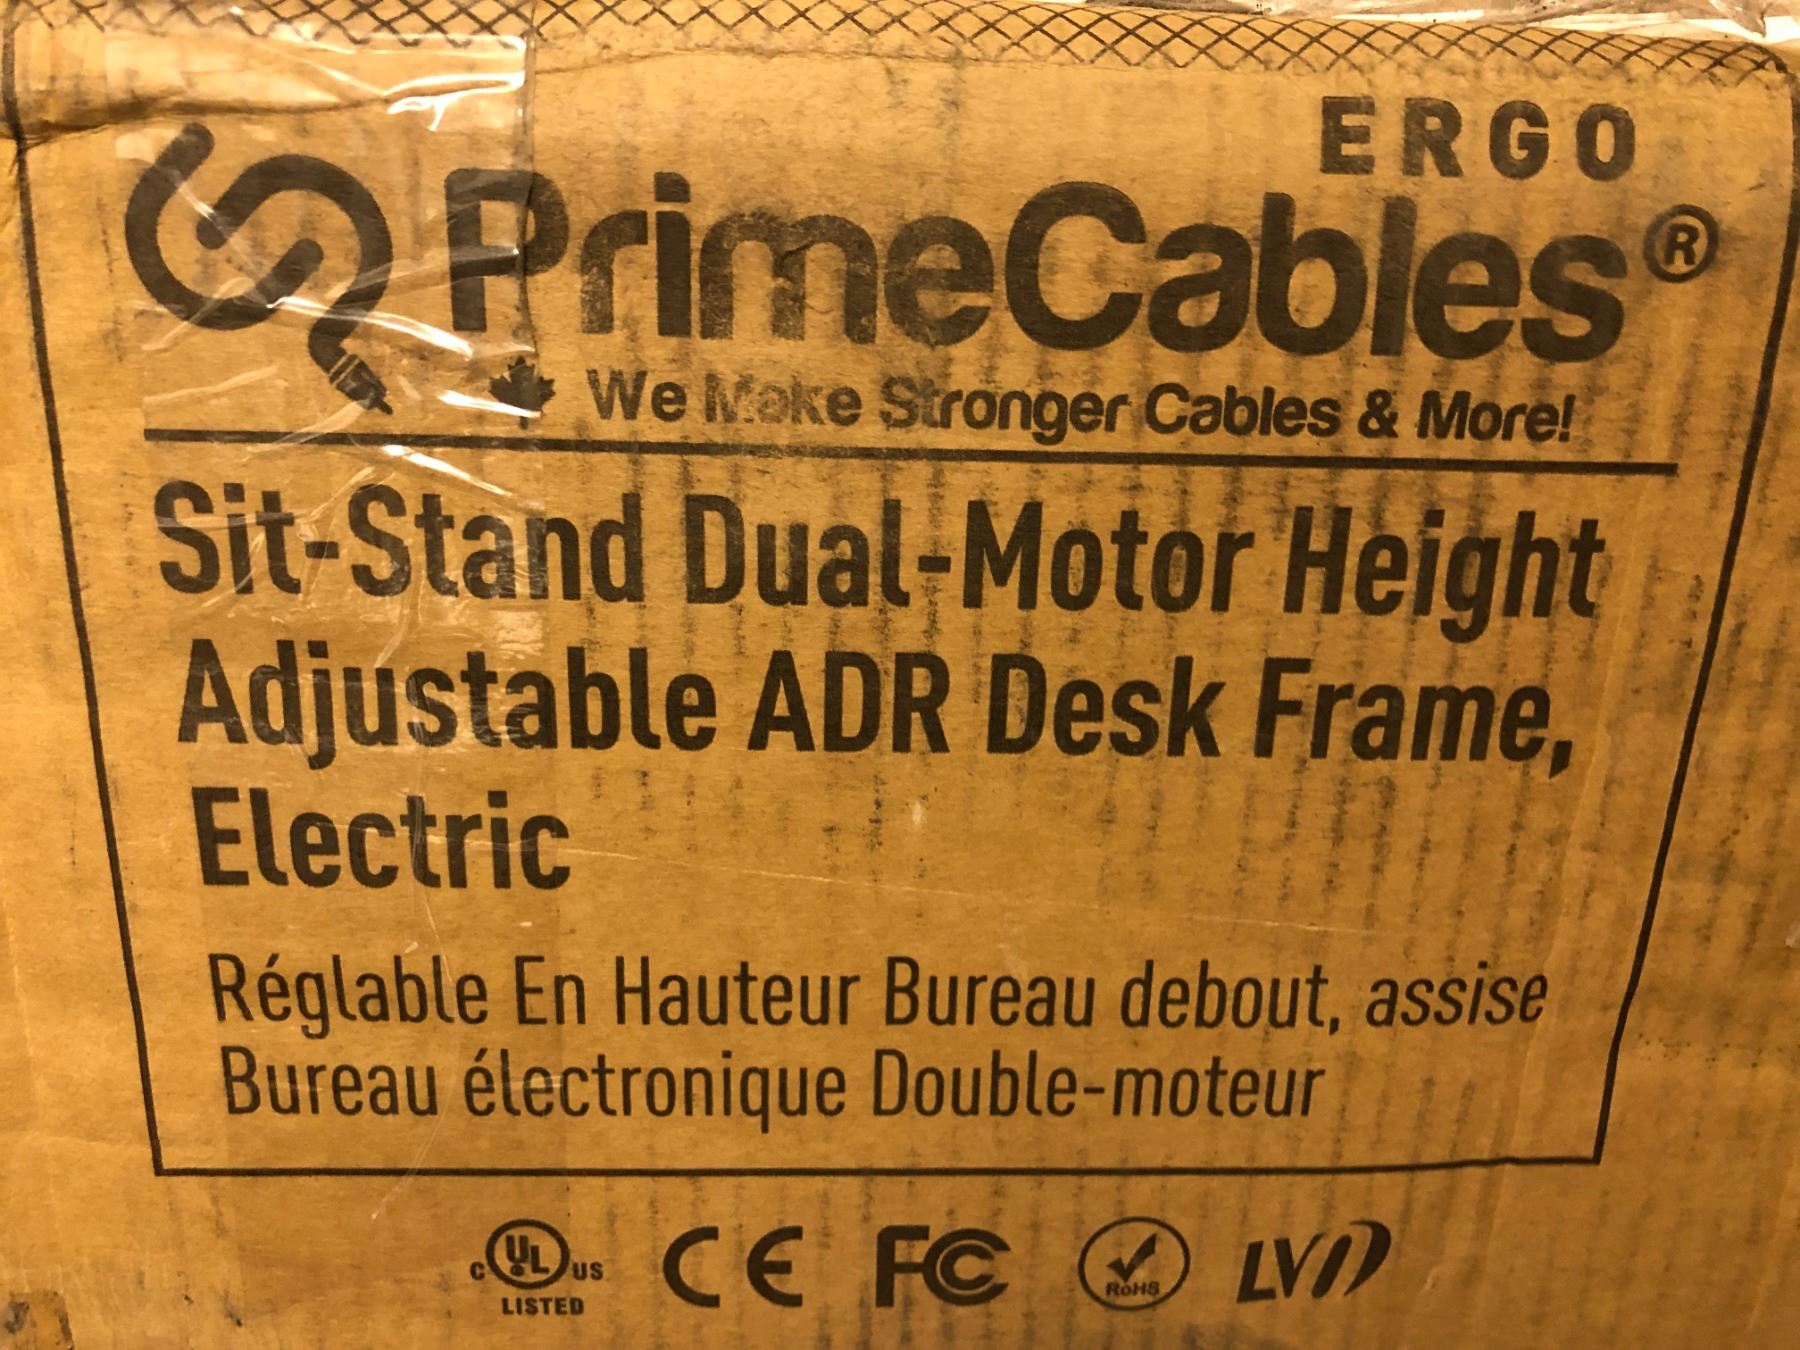 ERGO
PrimeCables®
We Make Stronger Cables & More!
Sit-Stand Dual-Motor Height
Adjustable ADR Desk Frame,
Electric
Réglable En Hauteur Bureau debout, assise
Bureau électronique Double-moteur
C UL US CE FC RoHS LVD
LISTED